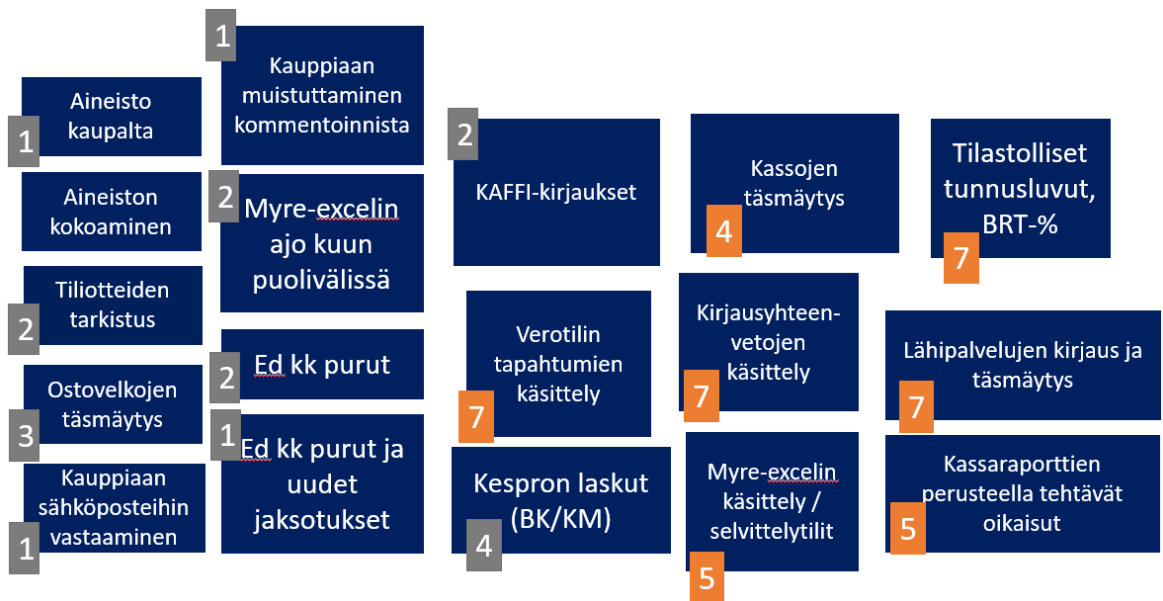 1
Aineisto
kaupalta
Aineiston
kokoaminen
2
Tiliotteiden
tarkistus
3
Ostovelkojen
täsmäytys
1
Kauppiaan
sähköposteihin
vastaaminen
1
Kauppiaan
muistuttaminen
kommentoinnista
2
Myre-excelin
ajo kuun
puolivälissä
2
Ed kk purut
1
Ed kk purut ja
uudet
jaksotukset
2
KAFFI-kirjaukset
Verotilin
tapahtumien
käsittely
7
Kespron laskut
(BK/KM)
4
Kassojen
täsmäytys
4
Kirjausyhteen-
vetojen
käsittely
7
Myre-excelin
käsittely /
selvittelytilit
5
Tilastolliset
tunnusluvut,
BRT-%
7
Lähipalvelujen kirjaus ja
täsmäytys
7
Kassaraporttien
perusteella tehtävät
oikaisut
5